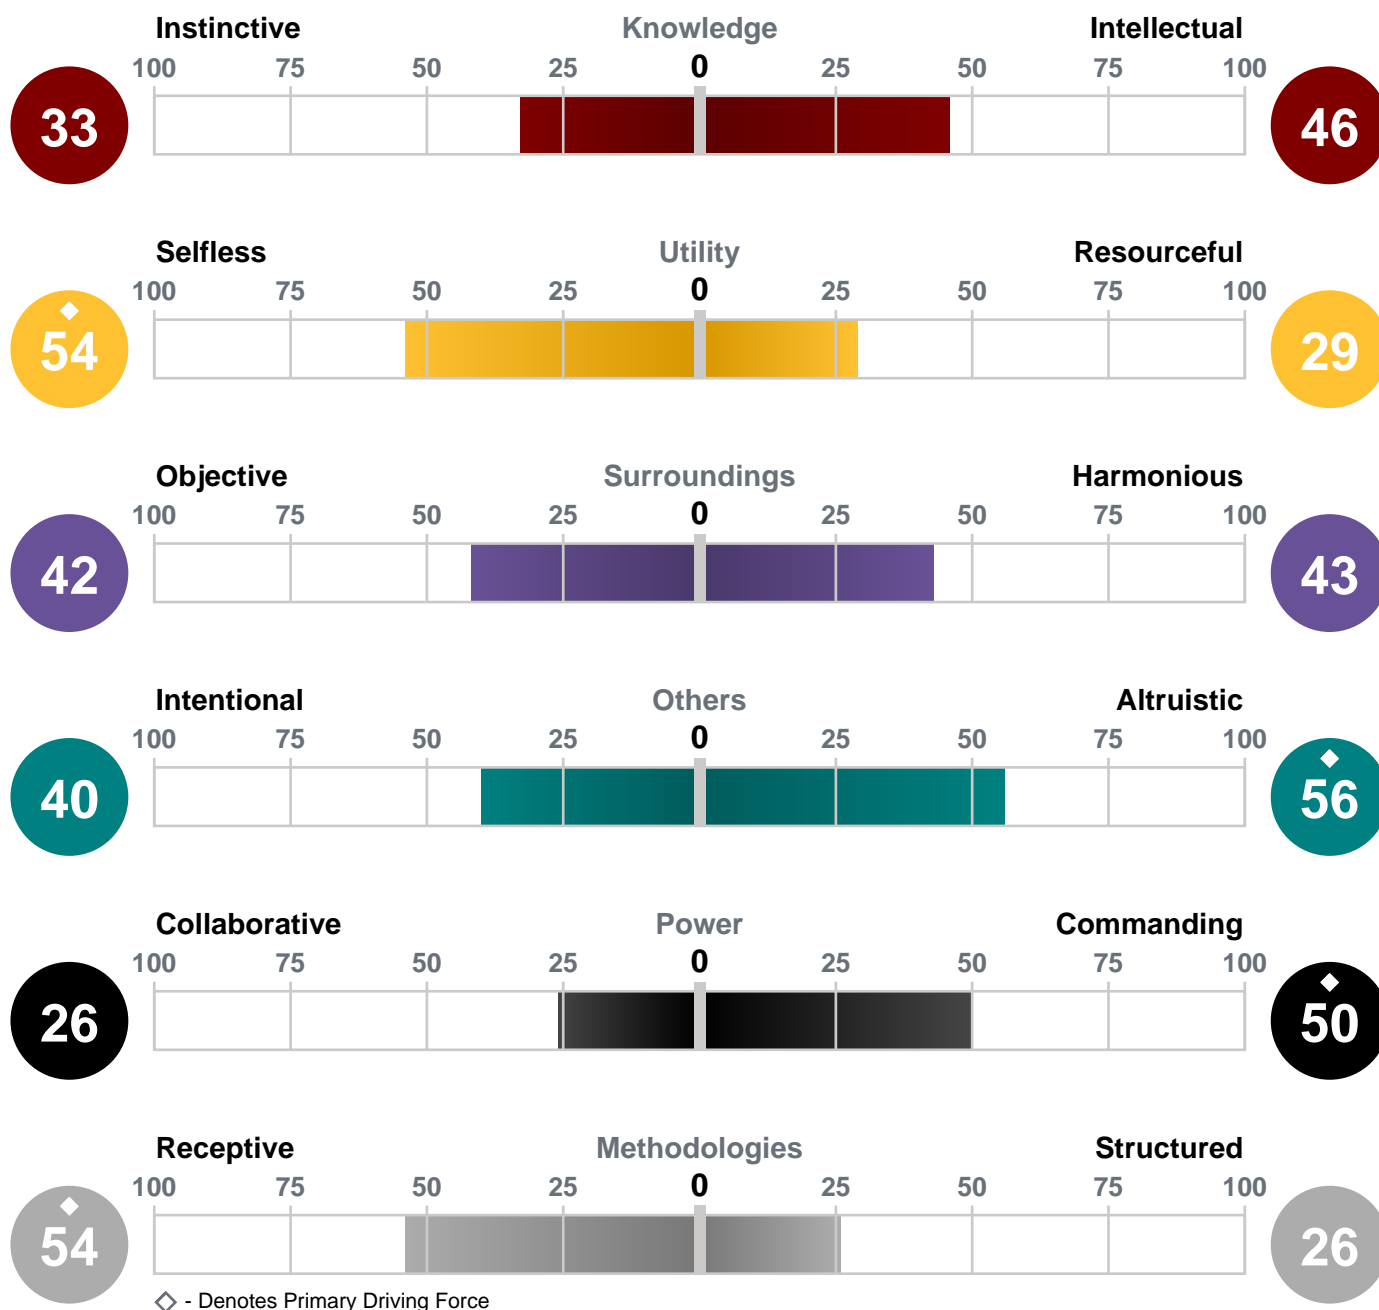 Instinctive Knowledge Intellectual
100 75 50 25 0 25 50 75 100
33 46
Selfless Utility Resourceful
100 75 50 25 0 25 50 75 100
54 29
Objective Surroundings Harmonious
100 75 50 25 0 25 50 75 100
42 43
Intentional Others Altruistic
100 75 50 25 0 25 50 75 100
40 56
Collaborative Power Commanding
100 75 50 25 0 25 50 75 100
26 50
Receptive Methodologies Structured
100 75 50 25 0 25 50 75 100
54 26
- Denotes Primary Driving Force